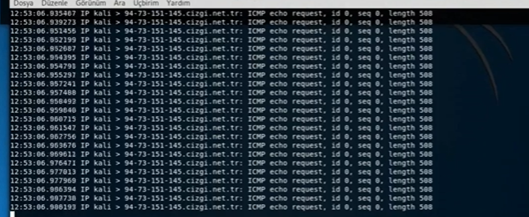 Dosya Düzenle Görünüm Ara Uçbirim Yardım
12:53:06.835487 IP kali > 94-73-151-145.cizgi.net.tr: ICMP echo request, id 0, seq 0, length 508
12:53:06.839273 IP kali > 94-73-151-145.cizgi.net.tr: ICMP echo request, id 0, seq 0, length 508
12:53:06.851456 IP kali > 94-73-151-145.cizgi.net.tr: ICMP echo request, id 0, seq 0, length 508
12:53:06.852199 IP kali > 94-73-151-145.cizgi.net.tr: ICMP echo request, id 0, seq 0, length 508
12:53:06.852687 IP kali > 94-73-151-145.cizgi.net.tr: ICMP echo request, id 0, seq 0, length 508
12:53:06.854395 IP kali > 94-73-151-145.cizgi.net.tr: ICMP echo request, id 0, seq 0, length 508
12:53:06.854793 IP kali > 94-73-151-145.cizgi.net.tr: ICMP echo request, id 0, seq 0, length 508
12:53:06.955293 IP kali > 94-73-151-145.cizgi.net.tr: ICMP echo request, id 0, seq 0, length 508
12:53:06.957241 IP kali > 94-73-151-145.cizgi.net.tr: ICMP echo request, id 0, seq 0, length 508
12:53:06.957480 IP kali > 94-73-151-145.cizgi.net.tr: ICMP echo request, id 0, seq 0, length 508
IP kali > 94-73-151-145.cizgi.net.tr: ICMP echo request, id 0, seq 0, length 508
IP kali > 94-73-151-145.cizgi.net.tr: ICMP echo request, id 0, seq 0, length 508
12:53:06.960715 IP kali > 94-73-151-145.cizgi.net.tr: ICMP echo request, id 0, seq 0, length 508
12:53:06.961547 IP kali > 94-73-151-145.cizgi.net.tr: ICMP echo request, id 0, seq 0, length 508
12:53:06.962756 IP kali > 94-73-151-145.cizgi.net.tr: ICMP echo request, id 0, seq 0, length 508
12:53:06.963676 IP kali > 94-73-151-145.cizgi.net.tr: ICMP echo request, id 0, seq 0, length 508
12:53:06.969611 IP kali > 94-73-151-145.cizgi.net.tr: ICMP echo request, id 0, seq 0, length 508
12:53:06.976471 IP kali > 94-73-151-145.cizgi.net.tr: ICMP echo request, id 0, seq 0, length 508
12:53:06.977013 IP kali > 94-73-151-145.cizgi.net.tr: ICMP echo request, id 0, seq 0, length 508
12:53:06.977969 IP kali > 94-73-151-145.cizgi.net.tr: ICMP echo request, id 0, seq 0, length 508
12:53:06.986394 IP kali > 94-73-151-145.cizgi.net.tr: ICMP echo request, id 0, seq 0, length 508
12:53:06.987738 IP kali > 94-73-151-145.cizgi.net.tr: ICMP echo request, id 0, seq 0, length 508
12:53:06.988193 IP kali > 94-73-151-145.cizgi.net.tr: ICMP echo request, id 0, seq 0, length 508